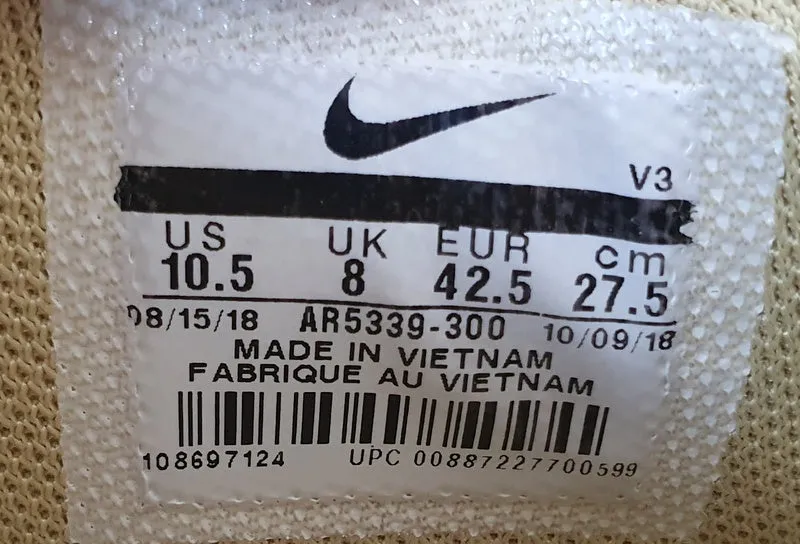 V3
US UK EUR cm
10.5 8 42.5 27.5
08/15/18 AR5339-300 10/09/18
MADE IN VIETNAM
FABRIQUE AU VIETNAM
108697124 UPC 00887227700599